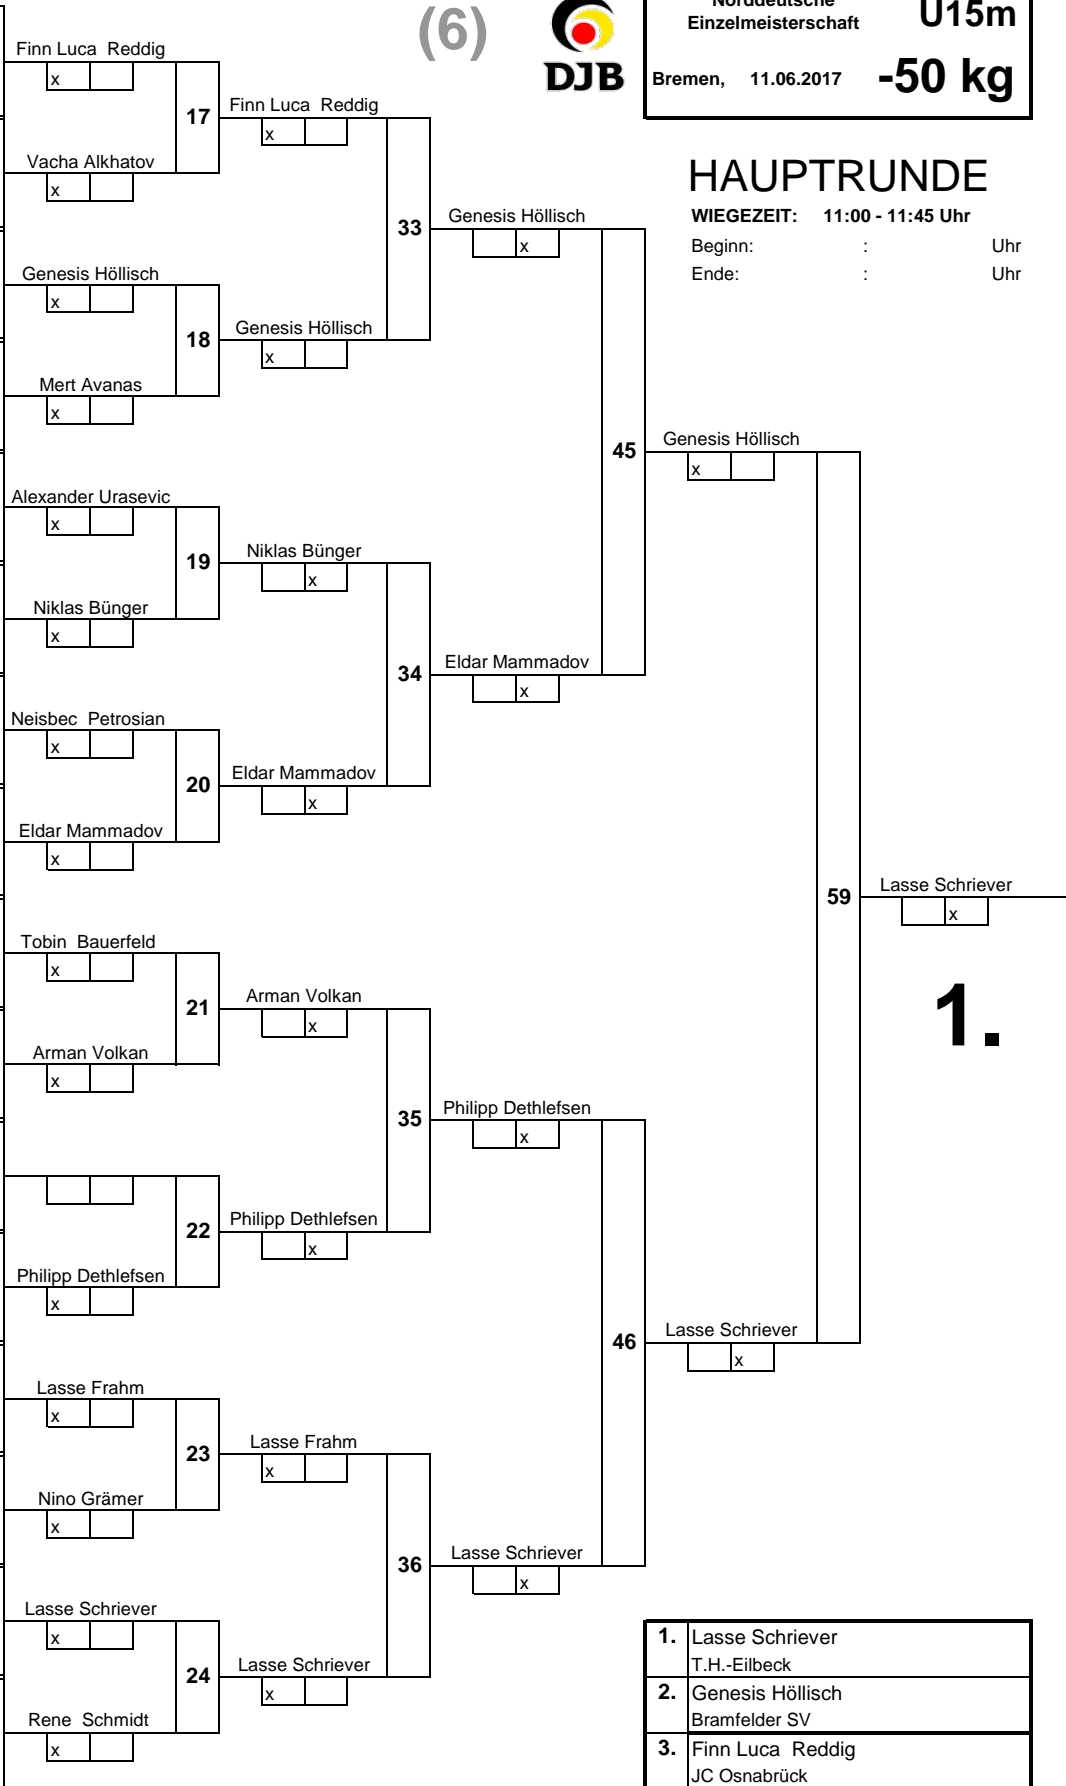 (6)
DJB
Norddeutsche
Einzelmeisterschaft
U15m
Bremen, 11.06.2017 -50 kg
HAUPTRUNDE
WIEGEZEIT: 11:00 - 11:45 Uhr
Beginn: : Uhr
Ende: : Uhr
Finn Luca Reddig
x
17
Vacha Alkhatov
x
Genesis Höllisch
x
18
Mert Avanas
x
Alexander Urasevic
x
19
Niklas Bünger
x
Neisbec Petrosian
x
20
Eldar Mammadov
x
Tobin Bauerfeld
x
21
Arman Volkan
x
22
Philipp Dethlefsen
x
Lasse Frahm
x
23
Nino Grämer
x
Lasse Schriever
x
24
Rene Schmidt
x
Finn Luca Reddig
x
33
Genesis Höllisch
x
Niklas Bünger
x
34
Eldar Mammadov
x
Arman Volkan
x
35
Philipp Dethlefsen
x
Lasse Frahm
x
36
Lasse Schriever
x
Genesis Höllisch
x
45
Eldar Mammadov
x
Philipp Dethlefsen
x
46
Lasse Schriever
x
Genesis Höllisch
x
59
Lasse Schriever
x
Lasse Schriever
x
1.
1. Lasse Schriever
T.H.-Eilbeck
2. Genesis Höllisch
Bramfelder SV
3. Finn Luca Reddig
JC Osnabrück